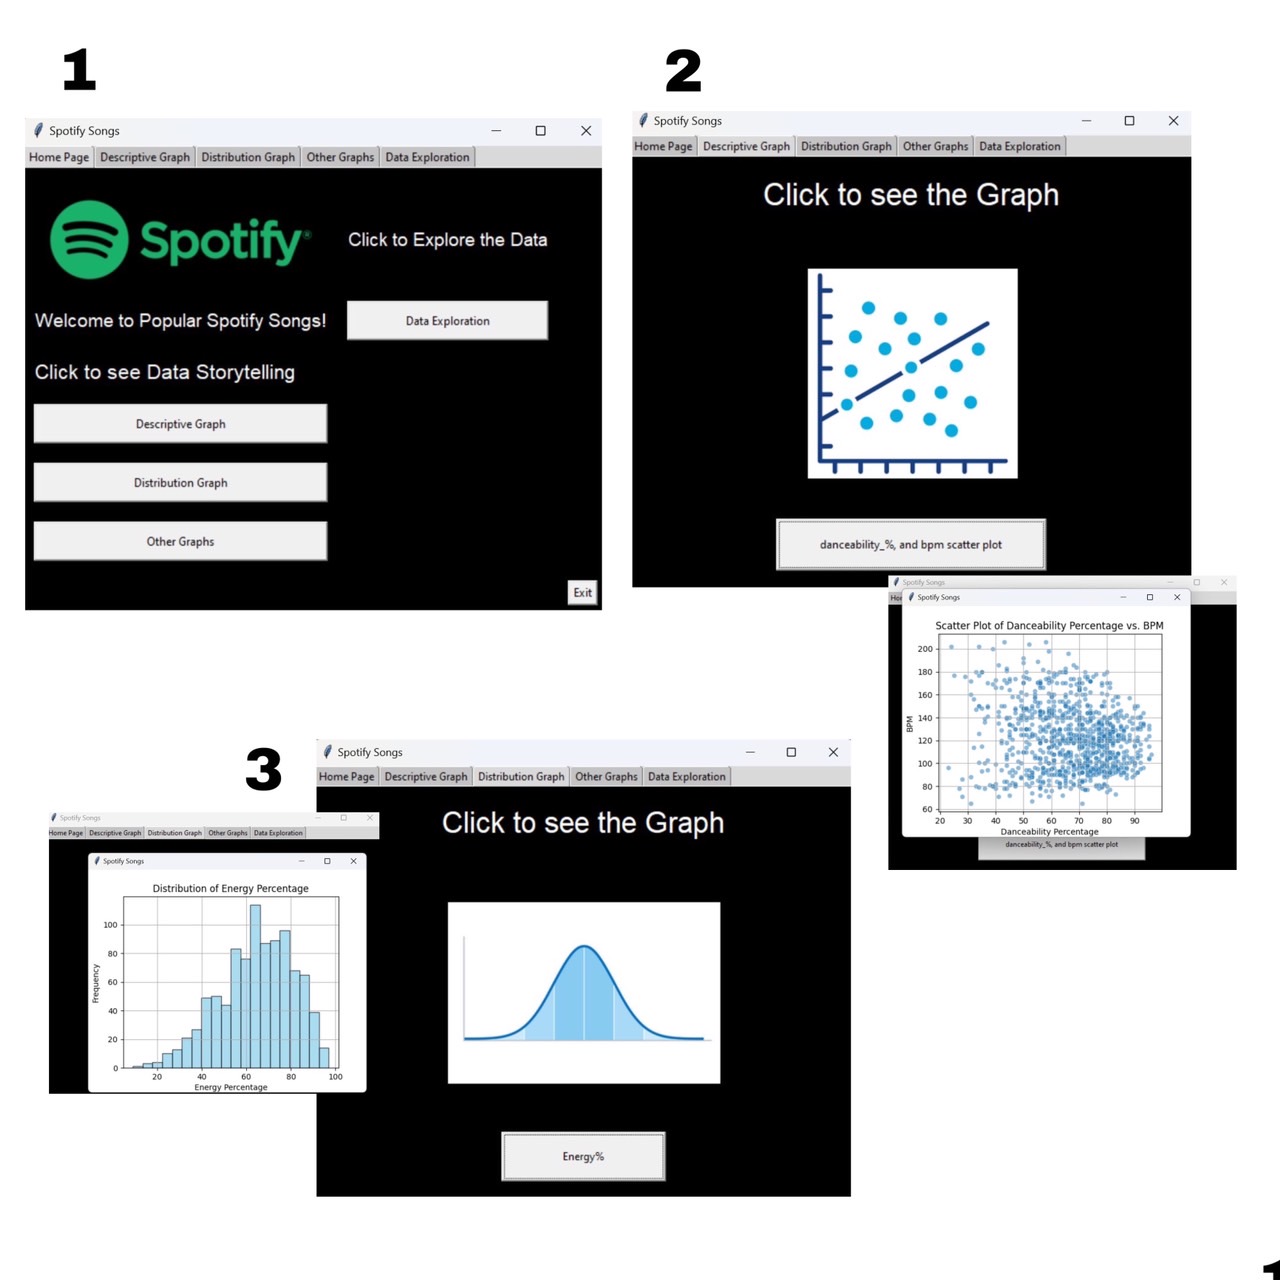 1
Spotify Songs
Home Page Descriptive Graph Distribution Graph Other Graphs Data Exploration
Spotify®
Click to Explore the Data
Welcome to Popular Spotify Songs!
Data Exploration
Click to see Data Storytelling
Descriptive Graph
Distribution Graph
Other Graphs
Exit
2
Spotify Songs
Home Page Descriptive Graph Distribution Graph Other Graphs Data Exploration
Click to see the Graph
danceability_%, and bpm scatter plot
Spotify Songs
Spotify Songs
Scatter Plot of Danceability Percentage vs. BPM
200
180
160
140
120
100
80
60
BPM
20 30 40 50 60 70 80 90
Danceability Percentage
danceability_%, and bpm scatter plot
3
Spotify Songs
Home Page Descriptive Graph Distribution Graph Other Graphs Data Exploration
Click to see the Graph
Energy%
Spotify Songs
Home Page Descriptive Graph Distribution Graph Other Graphs Data Exploration
Spotify Songs
Distribution of Energy Percentage
100
80
60
40
20
0
Frequency
20 40 60 80 100
Energy Percentage